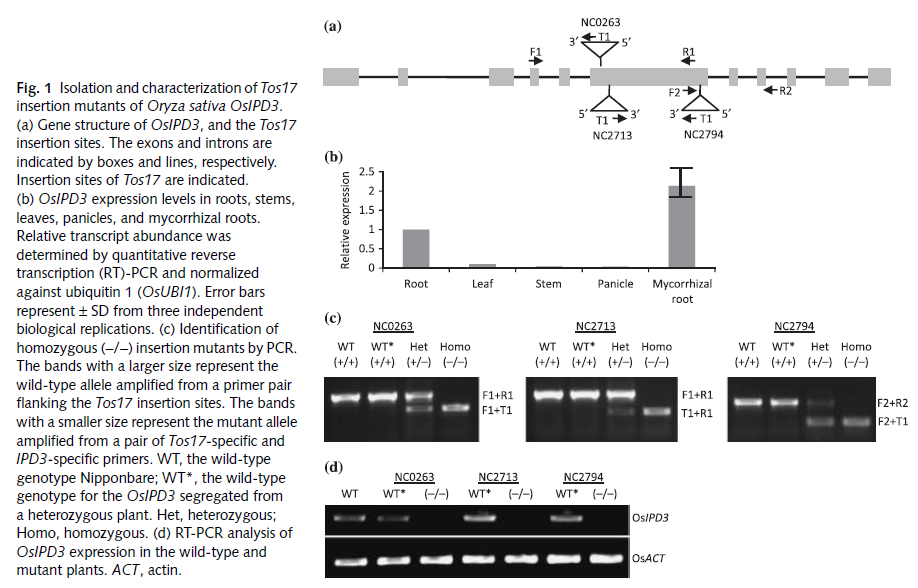 Fig. 1 Isolation and characterization of Tos17
insertion mutants of Oryza sativa OsIPD3.
(a) Gene structure of OsIPD3, and the Tos17
insertion sites. The exons and introns are
indicated by boxes and lines, respectively.
Insertion sites of Tos17 are indicated.
(b) OsIPD3 expression levels in roots, stems,
leaves, panicles, and mycorrhizal roots.
Relative transcript abundance was
determined by quantitative reverse
transcription (RT)-PCR and normalized
against ubiquitin 1 (OsUBI1). Error bars
represent ± SD from three independent
biological replications. (c) Identification of
homozygous (–/–) insertion mutants by PCR.
The bands with a larger size represent the
wild-type allele amplified from a primer pair
flanking the Tos17 insertion sites. The bands
with a smaller size represent the mutant allele
amplified from a pair of Tos17-specific and
IPD3-specific primers. WT, the wild-type
genotype Nipponbare; WT*, the wild-type
genotype for the OsIPD3 segregated from
a heterozygous plant. Het, heterozygous;
Homo, homozygous. (d) RT-PCR analysis of
OsIPD3 expression in the wild-type and
mutant plants. ACT, actin.
(a)
NC0263
3′ T1 5′
F1 R1
F2 R2
5′ T1 3′ 3′ T1 5′
NC2713 NC2794
(b)
Relative expression
2.5
2
1.5
1
0.5
0
Root Leaf Stem Panicle Mycorrhizal
root
(c)
NC0263 NC2713 NC2794
WT WT* Het Homo WT WT* Het Homo WT WT* Het Homo
(+/+) (+/+) (+/–) (–/–) (+/+) (+/+) (+/–) (–/–) (+/+) (+/+) (+/–) (–/–)
F1+R1 F1+R1 F2+R2
F1+T1 T1+R1 F2+T1
(d)
NC0263 NC2713 NC2794
WT WT* (–/–) WT* (–/–) WT* (–/–)
OsIPD3
OsACT